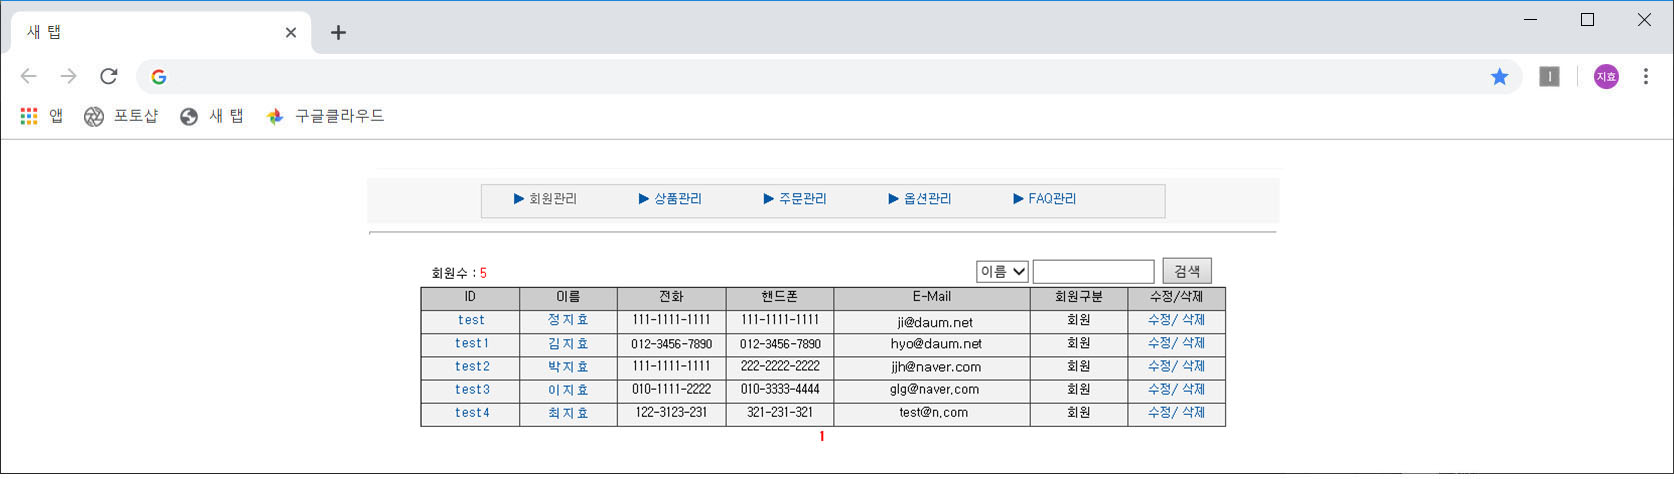 새 탭
지효
앱 포토샵 새 탭 구글클라우드
▶ 회원관리 ▶ 상품관리 ▶ 주문관리 ▶ 옵션관리 ▶ FAQ관리
회원수 : 5 이름 검색
ID 이름 전화 핸드폰 E-Mail 회원구분 수정/삭제
test 정지효 111-1111-1111 111-1111-1111 ji@daum.net 회원 수정/ 삭제
test1 김지효 012-3456-7890 012-3456-7890 hyo@daum.net 회원 수정/ 삭제
test2 박지효 111-1111-1111 222-2222-2222 jjh@naver.com 회원 수정/ 삭제
test3 이지효 010-1111-2222 010-3333-4444 glg@naver.com 회원 수정/ 삭제
test4 최지효 122-3123-231 321-231-321 test@n.com 회원 수정/ 삭제
1